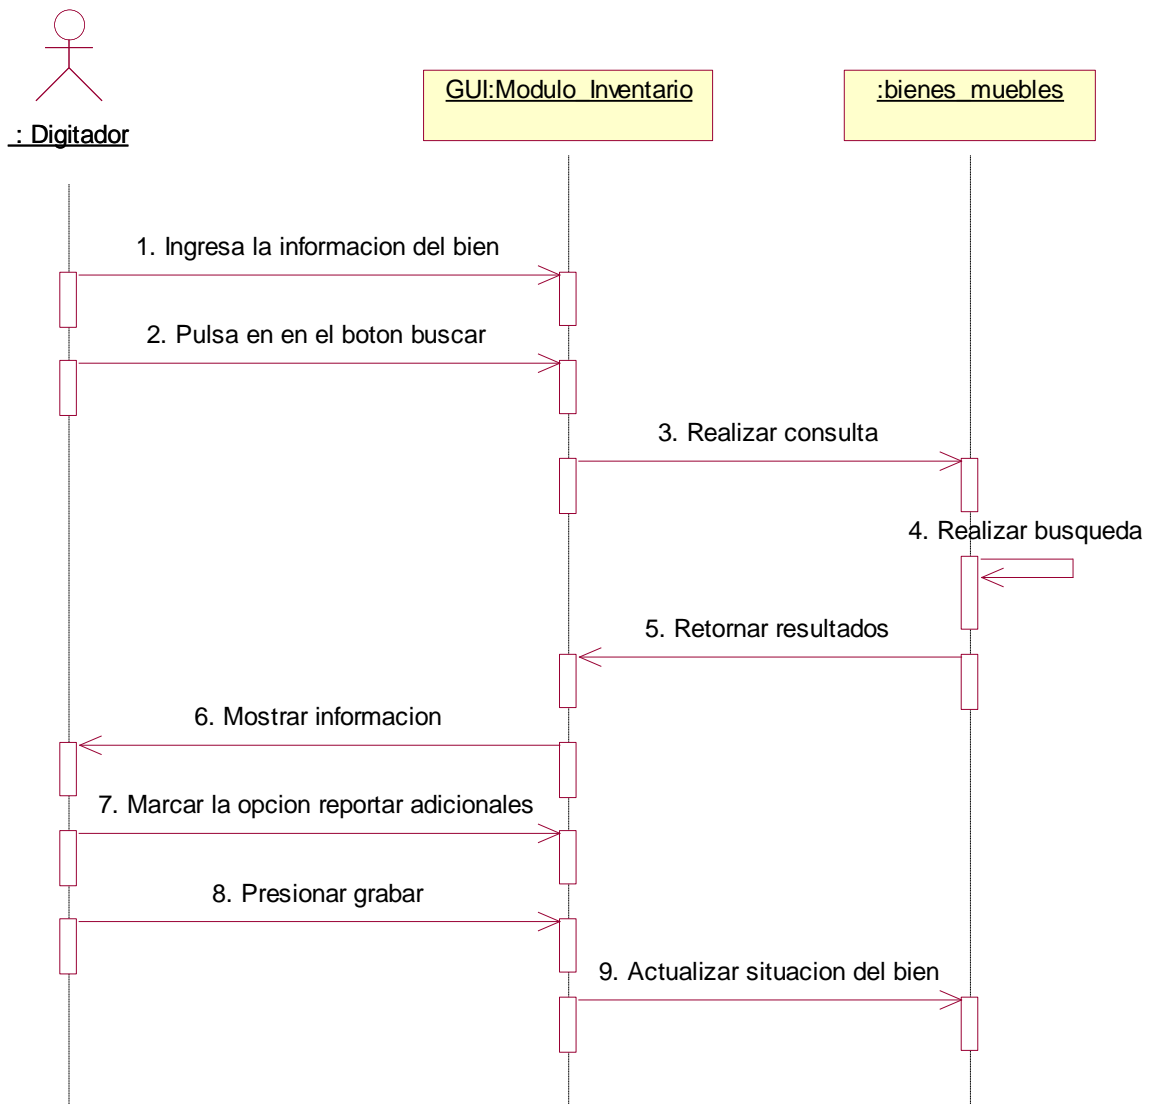 : Digitador
GUI:Modulo_Inventario
:bienes_muebles
1. Ingresa la informacion del bien
2. Pulsa en en el boton buscar
3. Realizar consulta
4. Realizar busqueda
5. Retornar resultados
6. Mostrar informacion
7. Marcar la opcion reportar adicionales
8. Presionar grabar
9. Actualizar situacion del bien